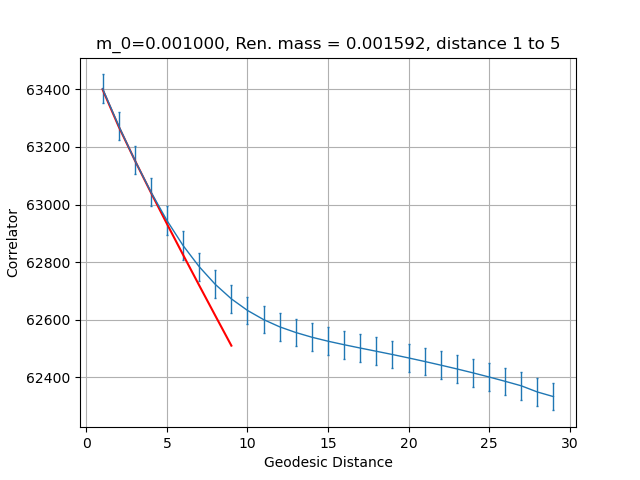 m_0=0.001000, Ren. mass = 0.001592, distance 1 to 5
63400
63200
63000
62800
62600
62400
Correlator
0 5 10 15 20 25 30
Geodesic Distance